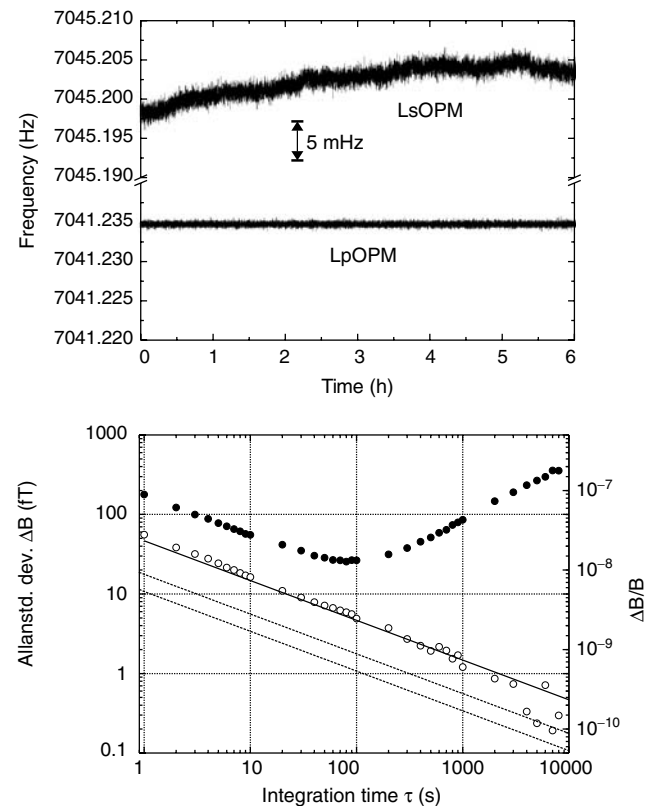 7045.210
7045.205
7045.200
7045.195
7045.190
7041.235
7041.230
7041.225
7041.220
Frequency (Hz)
LsOPM
5 mHz
LpOPM
0 1 2 3 4 5 6
Time (h)
1000
100
10
1
0.1
Allanstd. dev. ΔB (fT)
10⁻⁷
10⁻⁸
10⁻⁹
10⁻¹⁰
ΔB/B
1 10 100 1000 10000
Integration time τ (s)